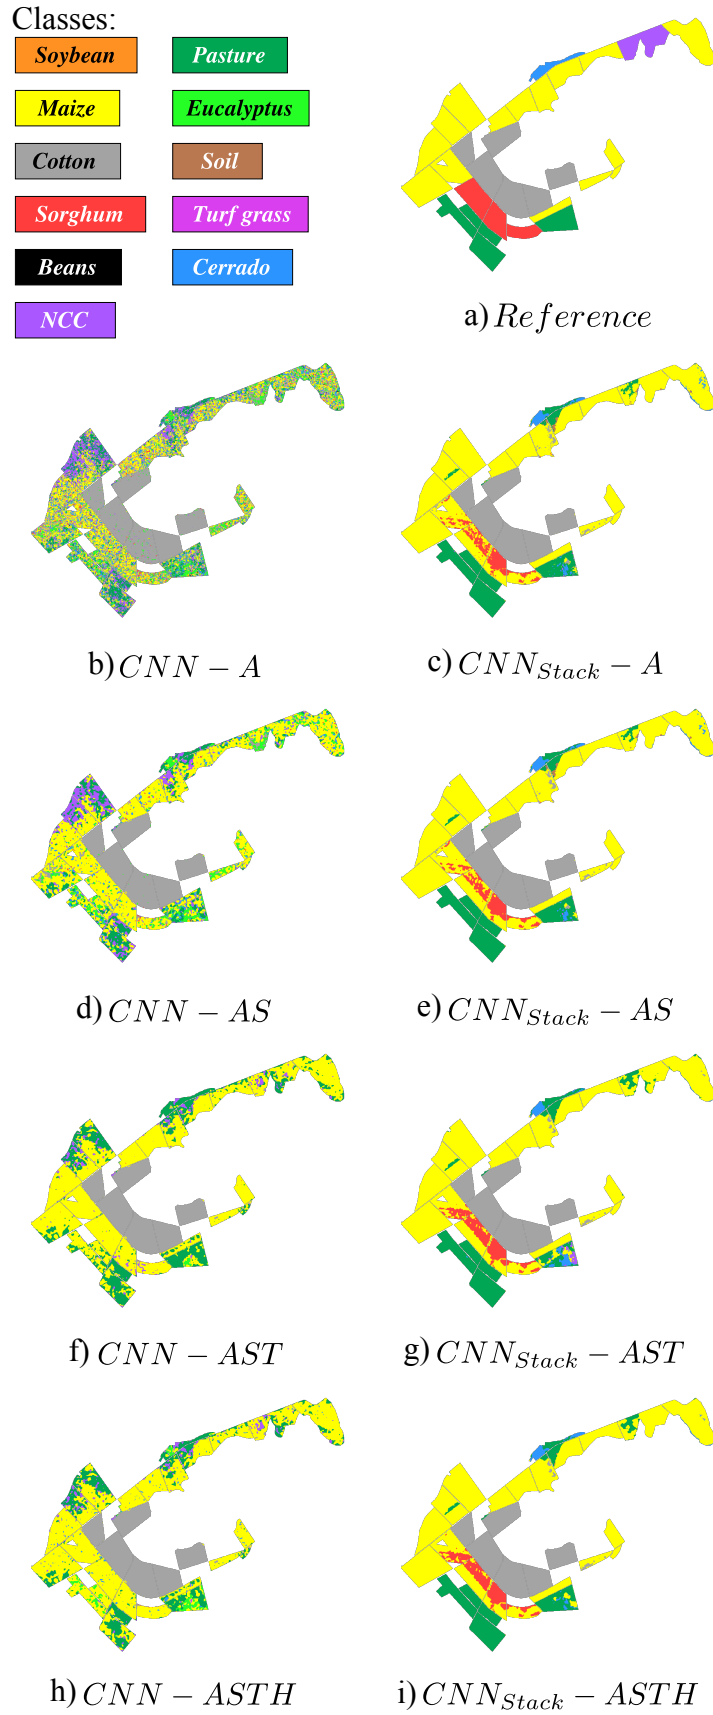 Classes:
Soybean Pasture
Maize Eucalyptus
Cotton Soil
Sorghum Turf grass
Beans Cerrado
NCC
a) Reference
b) CNN − A
c) CNN_Stack − A
d) CNN − AS
e) CNN_Stack − AS
f) CNN − AST
g) CNN_Stack − AST
h) CNN − ASTH
i) CNN_Stack − ASTH